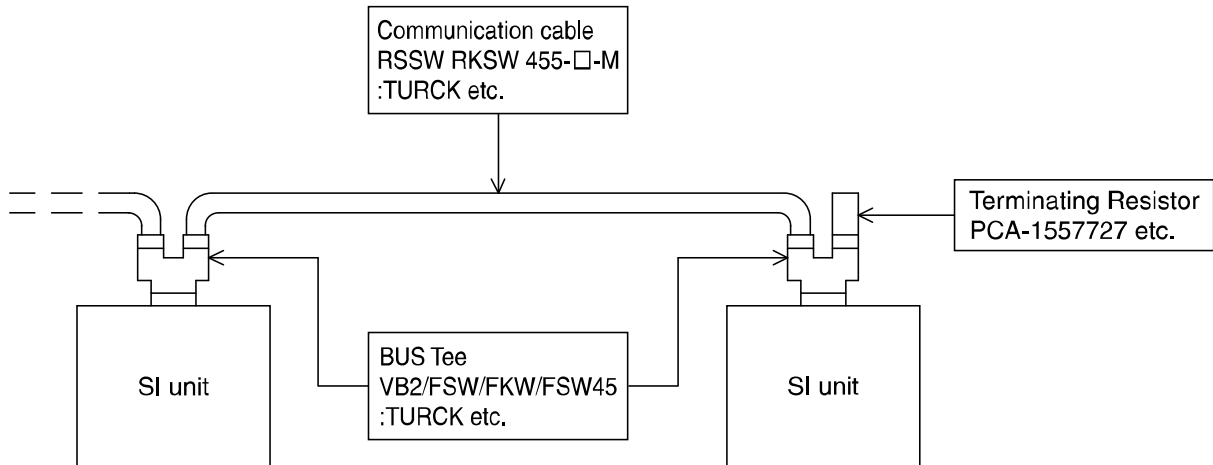 Communication cable
RSSW RKSW 455-□-M
:TURCK etc.
Terminating Resistor
PCA-1557727 etc.
BUS Tee
VB2/FSW/FKW/FSW45
:TURCK etc.
SI unit
SI unit